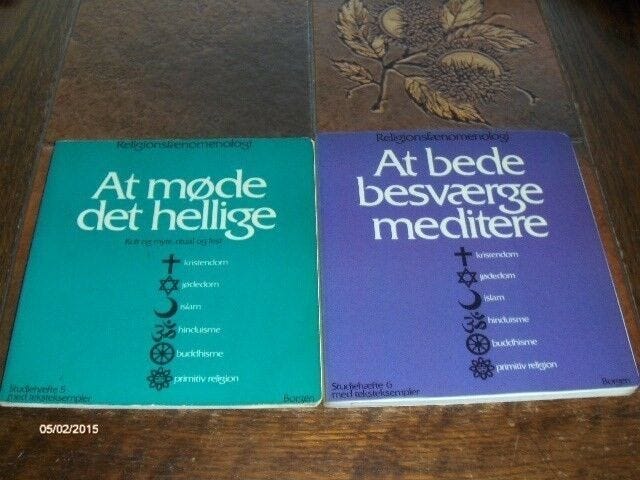 Religionsfænomenologi
At møde
det hellige
Kult og myte, ritual og fest
kristendom
jødedom
islam
hinduisme
buddhisme
primitiv religion
Studiehæfte 5
med teksteksempler
Borgen
Religionsfænomenologi
At bede
besværge
meditere
kristendom
jødedom
islam
hinduisme
buddhisme
primitiv religion
Studiehæfte 6
med teksteksempler
Borgen
05/02/2015